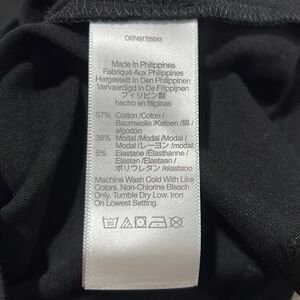 CKP491705043
Made In Philippines
Fabriqué Aux Philippines
Hergestellt In Den Philippinen
Vervaardigd In De Filippijnen
フィリピン製
hecho en filipinas
57% Cotton /Coton /
Baumwolle /Katoen /綿 /
algodón
38% Modal /Modal /Modal /
Modal /レーヨン /modal
5% Elastane /Élasthanne /
Elastan /Elastaan /
ポリウレタン /elastano
Machine Wash Cold With Like
Colors. Non-Chlorine Bleach
Only. Tumble Dry Low. Iron
On Lowest Setting.